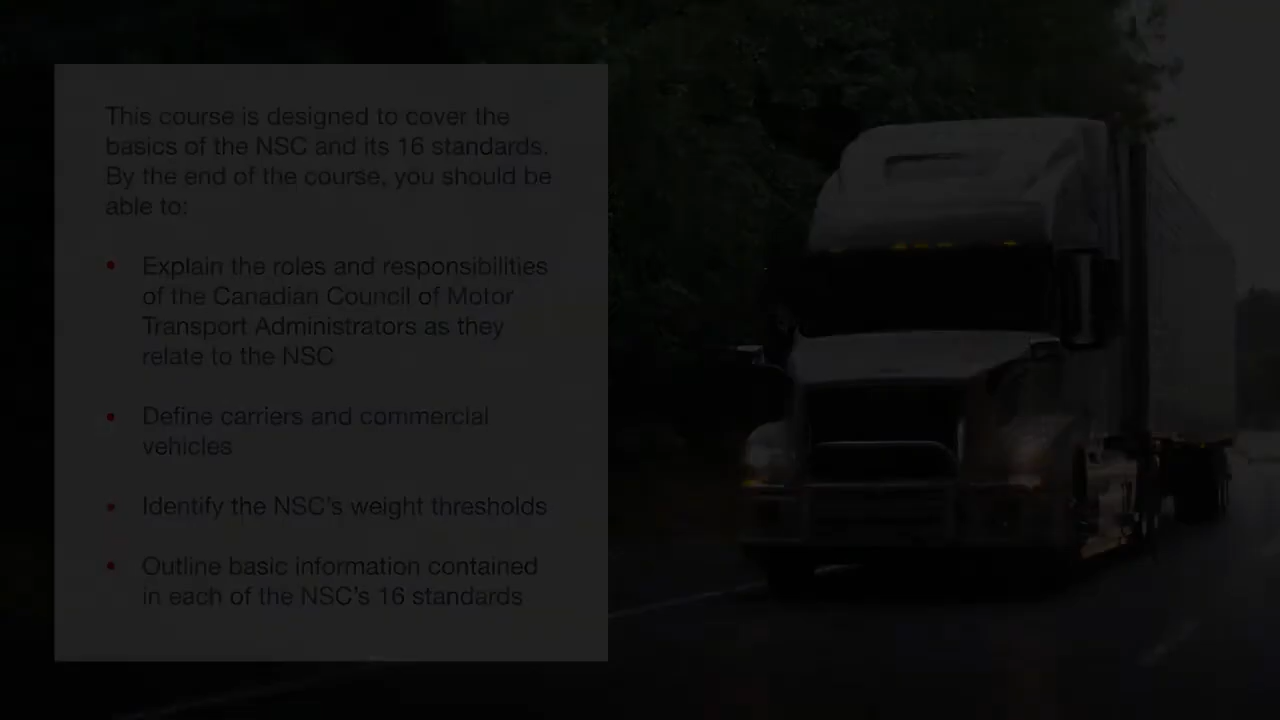 This course is designed to cover the
basics of the NSC and its 16 standards.
By the end of the course, you should be
able to:
• Explain the roles and responsibilities
of the Canadian Council of Motor
Transport Administrators as they
relate to the NSC
• Define carriers and commercial
vehicles
• Identify the NSC's weight thresholds
• Outline basic information contained
in each of the NSC's 16 standards